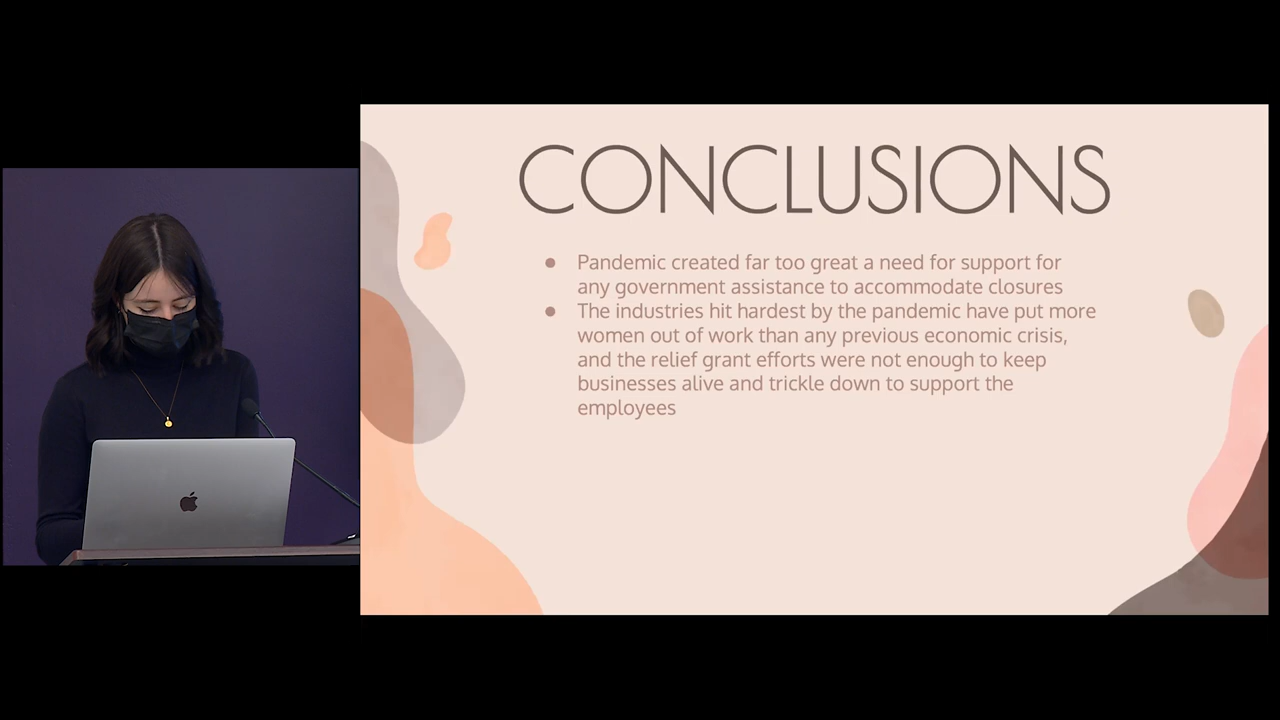 CONCLUSIONS
● Pandemic created far too great a need for support for
any government assistance to accommodate closures
● The industries hit hardest by the pandemic have put more
women out of work than any previous economic crisis,
and the relief grant efforts were not enough to keep
businesses alive and trickle down to support the
employees